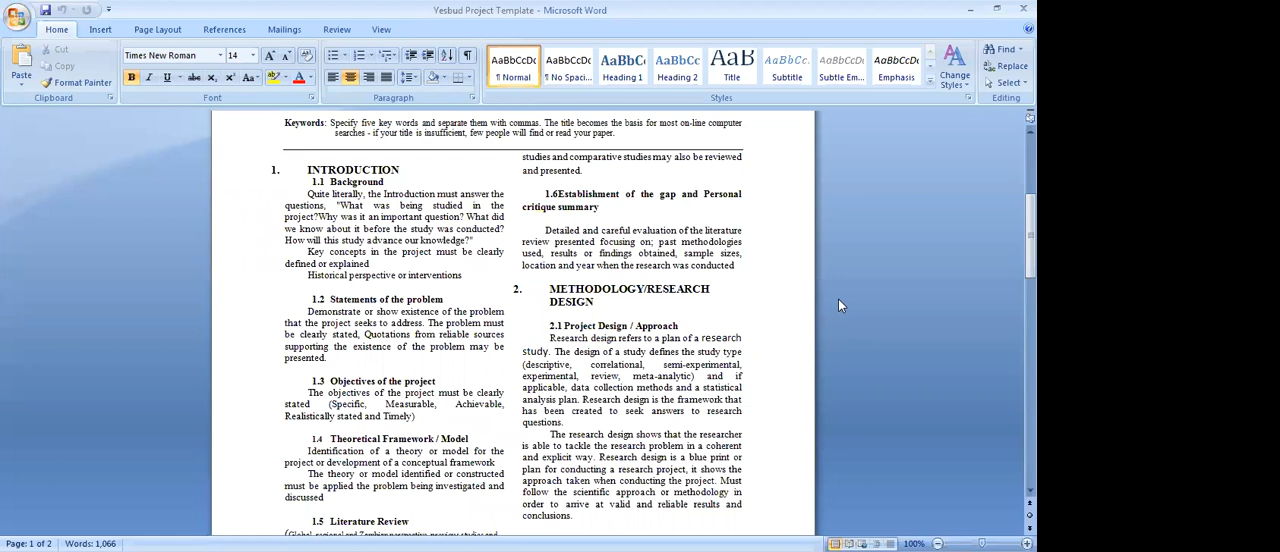 Yesbud Project Template - Microsoft Word
Home Insert Page Layout References Mailings Review View
Paste
Cut
Copy
Format Painter
Clipboard
Times New Roman 14
Font
Paragraph
AaBbCcDc AaBbCcDc AaBbC AaBbCc AaB AaBbCc AaBbCcDc AaBbCcDc
¶ Normal ¶ No Spaci... Heading 1 Heading 2 Title Subtitle Subtle Em... Emphasis
Styles
Change
Styles
Find
Replace
Select
Editing
Keywords: Specify five key words and separate them with commas. The title becomes the basis for most on-line computer
searches - if your title is insufficient, few people will find or read your paper.
1. INTRODUCTION
1.1 Background
Quite literally, the Introduction must answer the
questions, "What was being studied in the
project?Why was it an important question? What did
we know about it before the study was conducted?
How will this study advance our knowledge?"
Key concepts in the project must be clearly
defined or explained
Historical perspective or interventions
1.2 Statements of the problem
Demonstrate or show existence of the problem
that the project seeks to address. The problem must
be clearly stated, Quotations from reliable sources
supporting the existence of the problem may be
presented.
1.3 Objectives of the project
The objectives of the project must be clearly
stated (Specific, Measurable, Achievable,
Realistically stated and Timely)
1.4 Theoretical Framework / Model
Identification of a theory or model for the
project or development of a conceptual framework
The theory or model identified or constructed
must be applied the problem being investigated and
discussed
1.5 Literature Review
studies and comparative studies may also be reviewed
and presented.
1.6Establishment of the gap and Personal
critique summary
Detailed and careful evaluation of the literature
review presented focusing on; past methodologies
used, results or findings obtained, sample sizes,
location and year when the research was conducted
2. METHODOLOGY/RESEARCH
DESIGN
2.1 Project Design / Approach
Research design refers to a plan of a research
study. The design of a study defines the study type
(descriptive, correlational, semi-experimental,
experimental, review, meta-analytic) and if
applicable, data collection methods and a statistical
analysis plan. Research design is the framework that
has been created to seek answers to research
questions.
The research design shows that the researcher
is able to tackle the research problem in a coherent
and explicit way. Research design is a blue print or
plan for conducting a research project, it shows the
approach taken when conducting the project. Must
follow the scientific approach or methodology in
order to arrive at valid and reliable results and
conclusions.
Page: 1 of 2 Words: 1,066 100%